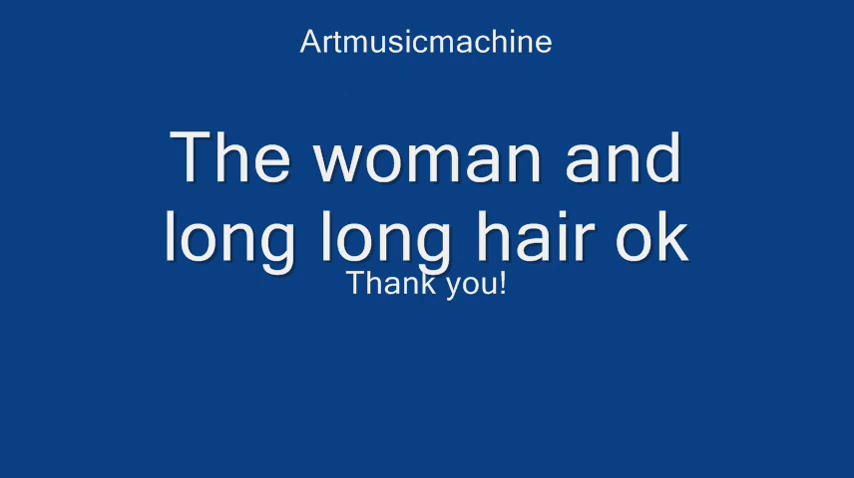 Artmusicmachine
The woman and
long long hair ok
Thank you!